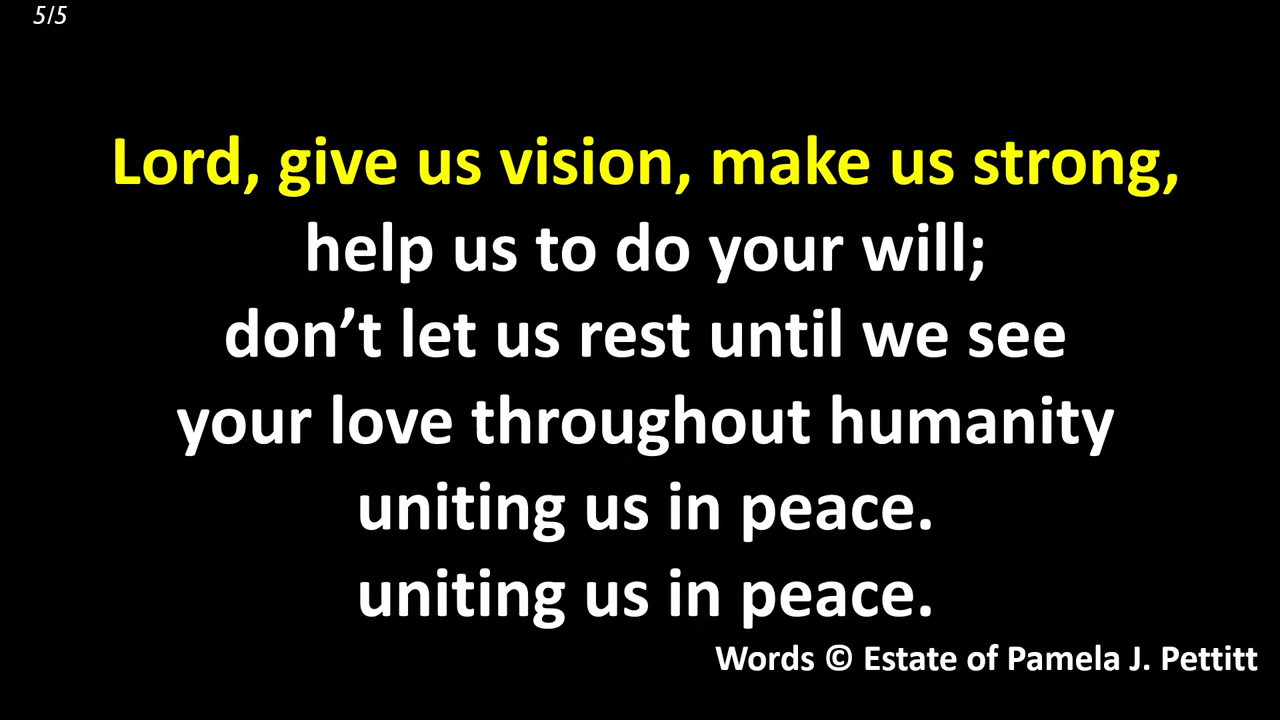 5/5
Lord, give us vision, make us strong,
help us to do your will;
don’t let us rest until we see
your love throughout humanity
uniting us in peace.
uniting us in peace.
Words © Estate of Pamela J. Pettitt